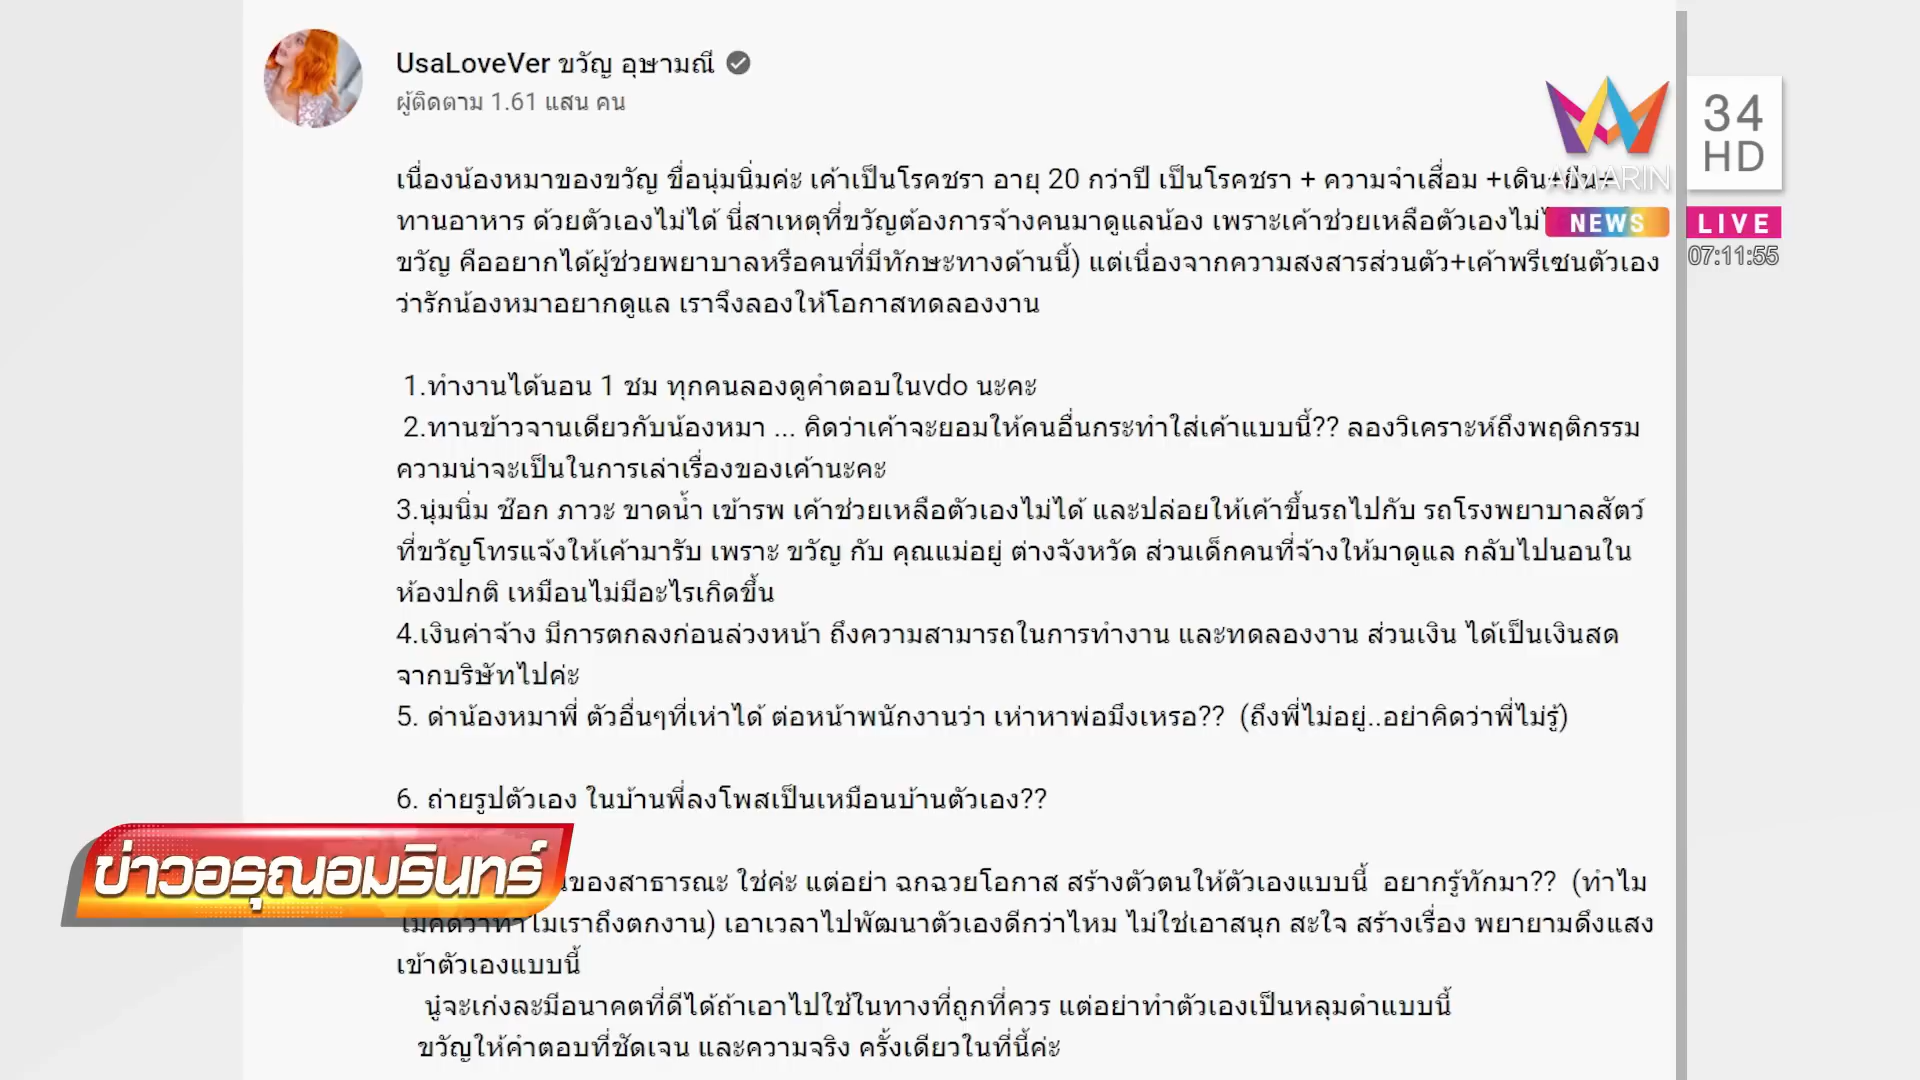 UsaLoveVer ขวัญ อุษามณี
ผู้ติดตาม 1.61 แสน คน
เนื่องน้องหมาของขวัญ ชื่อนุ่มนิ่มค่ะ เค้าเป็นโรคชรา อายุ 20 กว่าปี เป็นโรคชรา + ความจำเสื่อม +เดิน+ยืน+
ทานอาหาร ด้วยตัวเองไม่ได้ นี่สาเหตุที่ขวัญต้องการจ้างคนมาดูแลน้อง เพราะเค้าช่วยเหลือตัวเองไม่
ขวัญ คืออยากได้ผู้ช่วยพยาบาลหรือคนที่มีทักษะทางด้านนี้) แต่เนื่องจากความสงสารส่วนตัว+เค้าพรีเซนตัวเอง
ว่ารักน้องหมาอยากดูแล เราจึงลองให้โอกาสทดลองงาน
1.ทำงานได้นอน 1 ชม ทุกคนลองดูคำตอบในvdo นะคะ
2.ทานข้าวจานเดียวกับน้องหมา ... คิดว่าเค้าจะยอมให้คนอื่นกระทำใส่เค้าแบบนี้?? ลองวิเคราะห์ถึงพฤติกรรม
ความน่าจะเป็นในการเล่าเรื่องของเค้านะคะ
3.นุ่มนิ่ม ช๊อก ภาวะ ขาดน้ำ เข้ารพ เค้าช่วยเหลือตัวเองไม่ได้ และปล่อยให้เค้าขึ้นรถไปกับ รถโรงพยาบาลสัตว์
ที่ขวัญโทรแจ้งให้เค้ามารับ เพราะ ขวัญ กับ คุณแม่อยู่ ต่างจังหวัด ส่วนเด็กคนที่จ้างให้มาดูแล กลับไปนอนใน
ห้องปกติ เหมือนไม่มีอะไรเกิดขึ้น
4.เงินค่าจ้าง มีการตกลงก่อนล่วงหน้า ถึงความสามารถในการทำงาน และทดลองงาน ส่วนเงิน ได้เป็นเงินสด
จากบริษัทไปค่ะ
5. ด่าน้องหมาพี่ ตัวอื่นๆที่เห่าได้ ต่อหน้าพนักงานว่า เห่าหาพ่อมึงเหรอ?? (ถึงพี่ไม่อยู่..อย่าคิดว่าพี่ไม่รู้)
6. ถ่ายรูปตัวเอง ในบ้านพี่ลงโพสเป็นเหมือนบ้านตัวเอง??
นของสาธารณะ ใช่ค่ะ แต่อย่า ฉกฉวยโอกาส สร้างตัวตนให้ตัวเองแบบนี้ อยากรู้ทักมา?? (ทำไม
ไม่คิดว่าทำไมเราถึงตกงาน) เอาเวลาไปพัฒนาตัวเองดีกว่าไหม ไม่ใช่เอาสนุก สะใจ สร้างเรื่อง พยายามดึงแสง
เข้าตัวเองแบบนี้
นู๋จะเก่งละมีอนาคตที่ดีได้ถ้าเอาไปใช้ในทางที่ถูกที่ควร แต่อย่าทำตัวเองเป็นหลุมดำแบบนี้
ขวัญให้คำตอบที่ชัดเจน และความจริง ครั้งเดียวในที่นี้ค่ะ
AMARIN
NEWS
34
HD
LIVE
07:11:55
ข่าวอรุณอมรินทร์